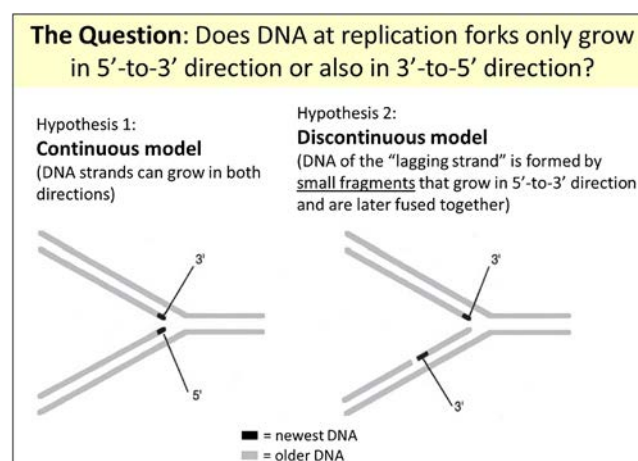 The Question: Does DNA at replication forks only grow
in 5′-to-3′ direction or also in 3′-to-5′ direction?
Hypothesis 1:
Continuous model
(DNA strands can grow in both
directions)
Hypothesis 2:
Discontinuous model
(DNA of the “lagging strand” is formed by
small fragments that grow in 5′-to-3′ direction
and are later fused together)
3'
5'
3'
3'
= newest DNA
= older DNA